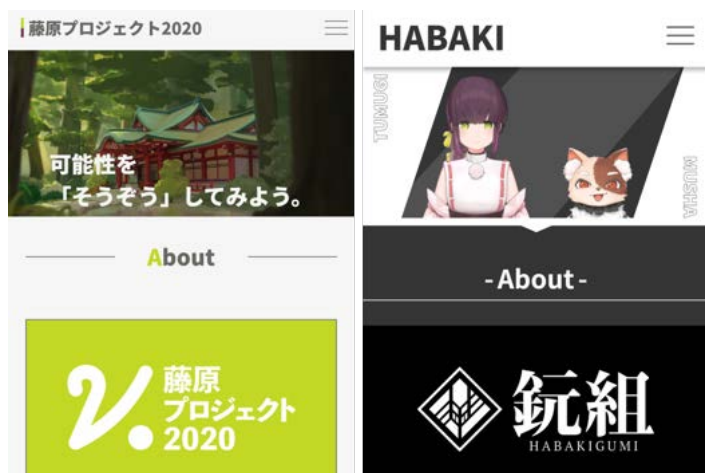 藤原プロジェクト2020
可能性を
「そうぞう」してみよう。
About
藤原
プロジェクト
2020
HABAKI
TUMUGI
MUSHA
- About -
鈨組
HABAKIGUMI